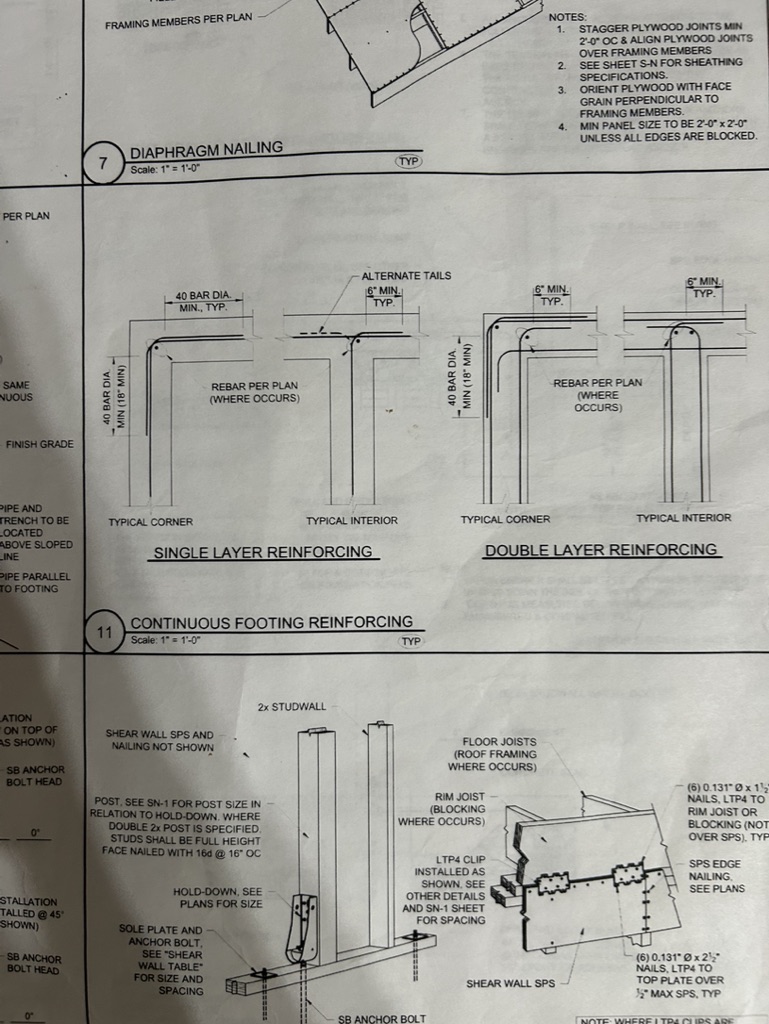 FRAMING MEMBERS PER PLAN
NOTES:
1. STAGGER PLYWOOD JOINTS MIN
2'-0" OC & ALIGN PLYWOOD JOINTS
OVER FRAMING MEMBERS
2. SEE SHEET S-N FOR SHEATHING
SPECIFICATIONS.
3. ORIENT PLYWOOD WITH FACE
GRAIN PERPENDICULAR TO
FRAMING MEMBERS.
4. MIN PANEL SIZE TO BE 2'-0" x 2'-0"
UNLESS ALL EDGES ARE BLOCKED.
7
DIAPHRAGM NAILING
Scale: 1" = 1'-0"
TYP
PER PLAN
SAME
NUOUS
FINISH GRADE
PIPE AND
TRENCH TO BE
LOCATED
ABOVE SLOPED
LINE
PIPE PARALLEL
TO FOOTING
40 BAR DIA.
MIN., TYP.
ALTERNATE TAILS
6" MIN.
TYP.
6" MIN.
TYP.
6" MIN.
TYP.
40 BAR DIA.
MIN (18" MIN)
REBAR PER PLAN
(WHERE OCCURS)
40 BAR DIA.
MIN (18" MIN)
REBAR PER PLAN
(WHERE
OCCURS)
TYPICAL CORNER
TYPICAL INTERIOR
TYPICAL CORNER
TYPICAL INTERIOR
SINGLE LAYER REINFORCING
DOUBLE LAYER REINFORCING
11
CONTINUOUS FOOTING REINFORCING
Scale: 1" = 1'-0"
TYP
ATION
ON TOP OF
AS SHOWN)
SB ANCHOR
BOLT HEAD
0"
STALLATION
TALLED @ 45°
SHOWN)
SB ANCHOR
BOLT HEAD
0"
2x STUDWALL
SHEAR WALL SPS AND
NAILING NOT SHOWN
POST, SEE SN-1 FOR POST SIZE IN
RELATION TO HOLD-DOWN. WHERE
DOUBLE 2x POST IS SPECIFIED,
STUDS SHALL BE FULL HEIGHT
FACE NAILED WITH 16d @ 16" OC
HOLD-DOWN, SEE
PLANS FOR SIZE
SOLE PLATE AND
ANCHOR BOLT,
SEE "SHEAR
WALL TABLE"
FOR SIZE AND
SPACING
SB ANCHOR BOLT
FLOOR JOISTS
(ROOF FRAMING
WHERE OCCURS)
RIM JOIST
(BLOCKING
WHERE OCCURS)
LTP4 CLIP
INSTALLED AS
SHOWN. SEE
OTHER DETAILS
AND SN-1 SHEET
FOR SPACING
(6) 0.131" Ø x 1½"
NAILS, LTP4 TO
RIM JOIST OR
BLOCKING (NOT
OVER SPS), TYP
SPS EDGE
NAILING,
SEE PLANS
SHEAR WALL SPS
(6) 0.131" Ø x 2½"
NAILS, LTP4 TO
TOP PLATE OVER
½" MAX SPS, TYP
NOTE: WHERE LTP4 CLIPS ARE